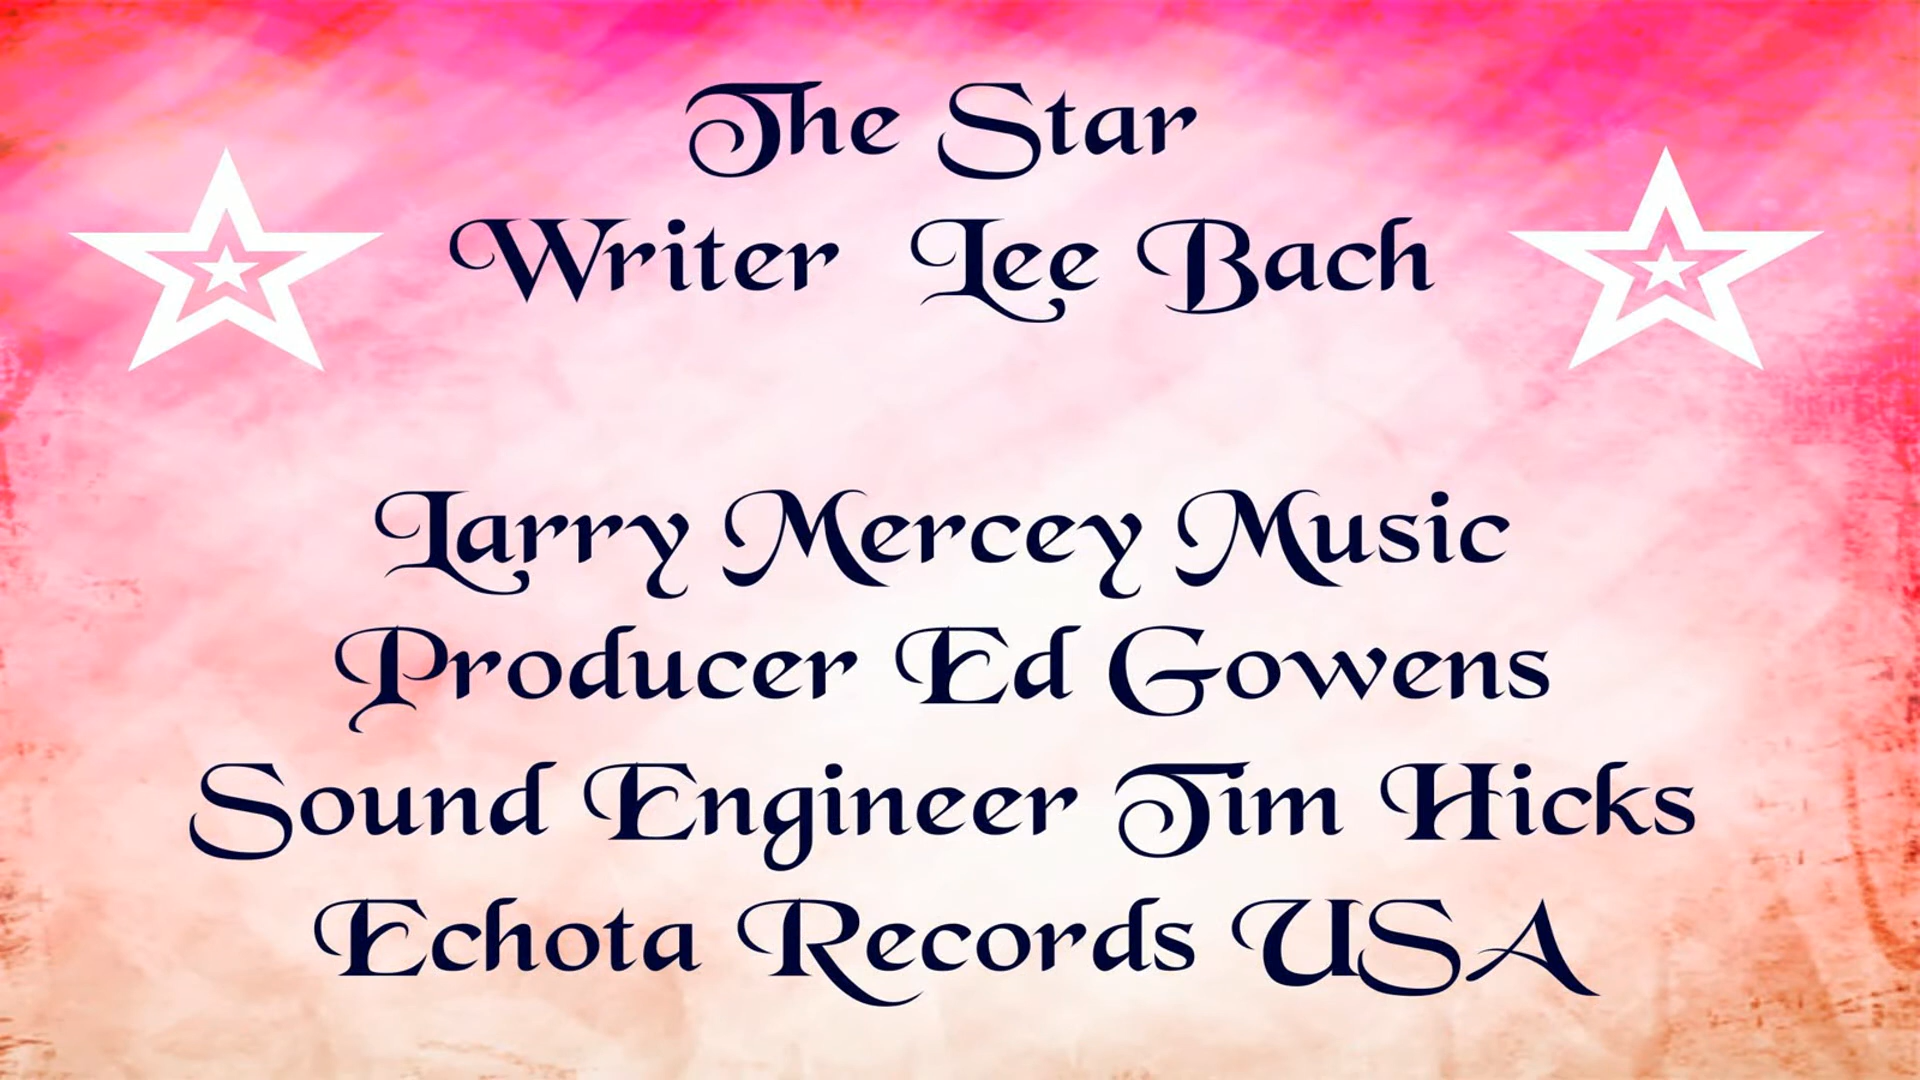 The Star
Writer Lee Bach
Larry Mercey Music
Producer Ed Gowens
Sound Engineer Tim Hicks
Echota Records USA